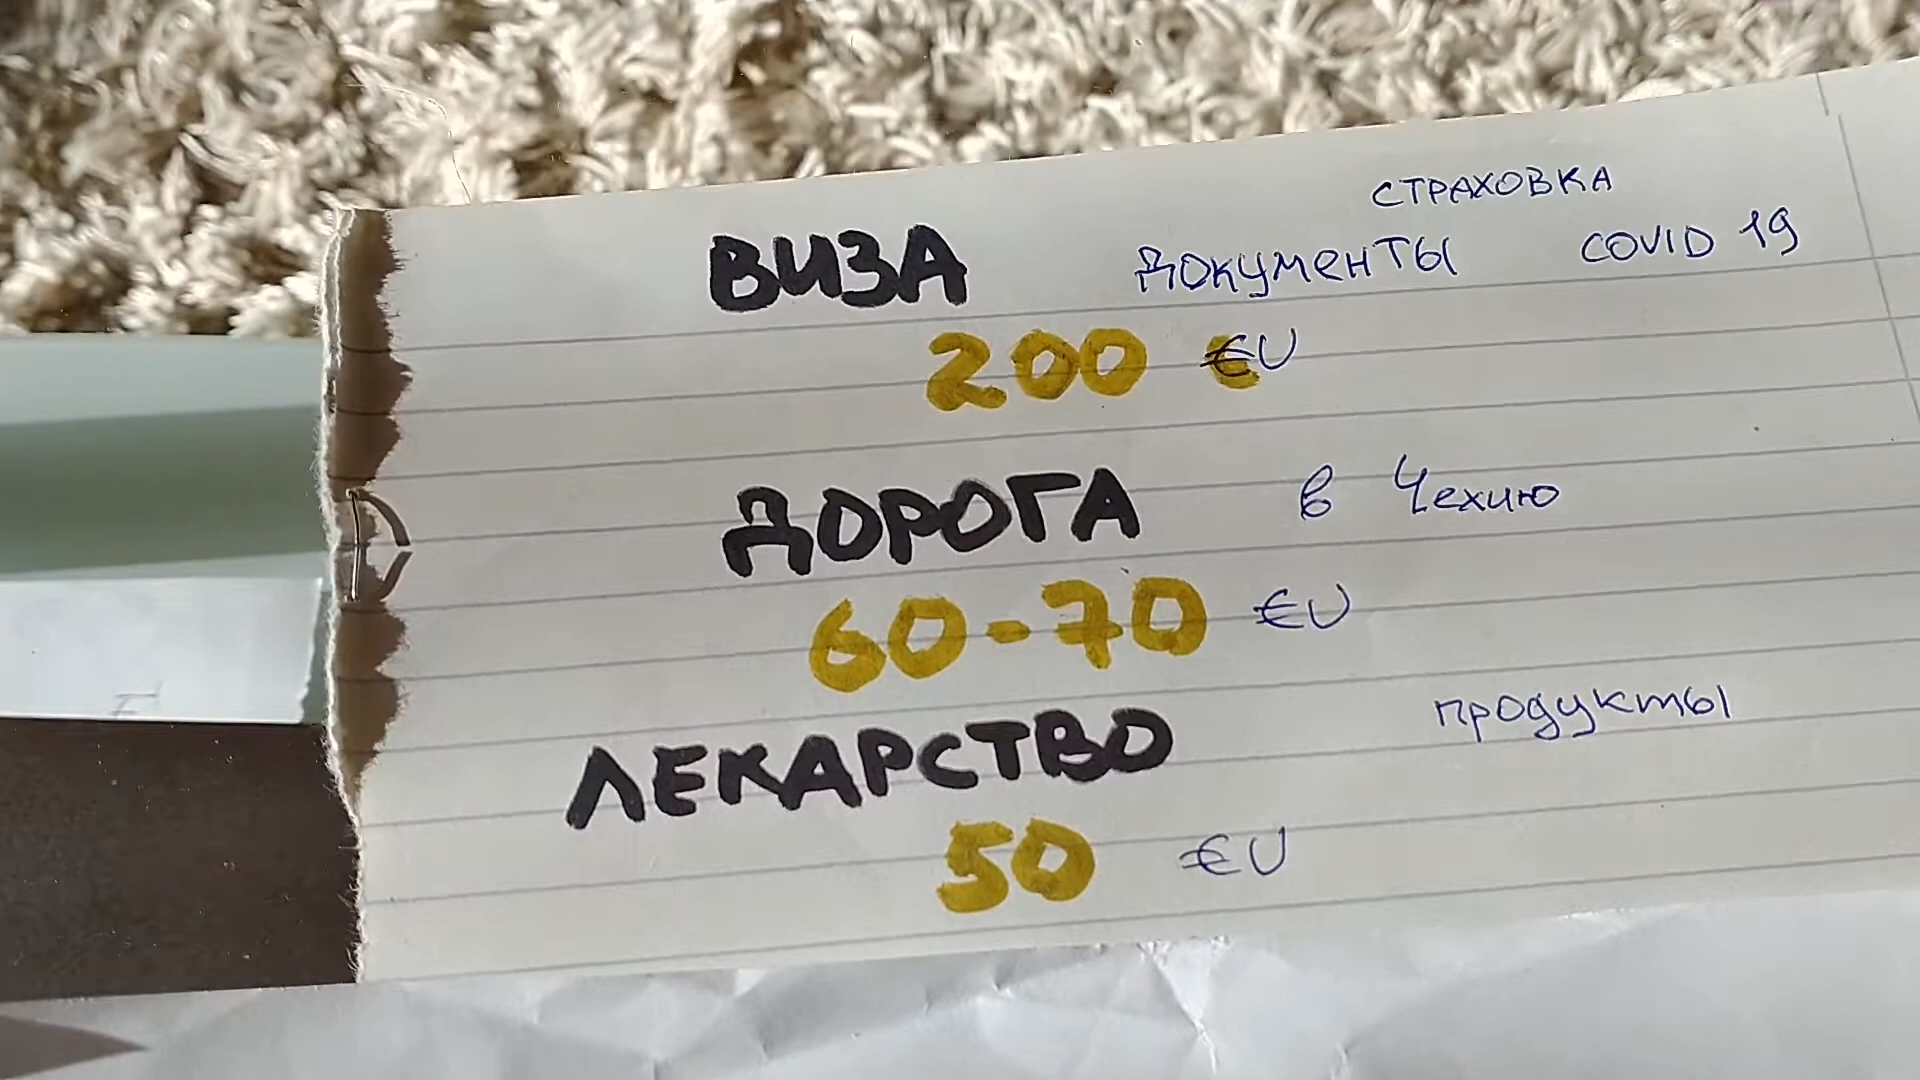 СТРАХОВКА
ВИЗА документы COVID 19
200 €U
ДОРОГА в Чехию
60-70 €U
ЛЕКАРСТВО продукты
50 €U